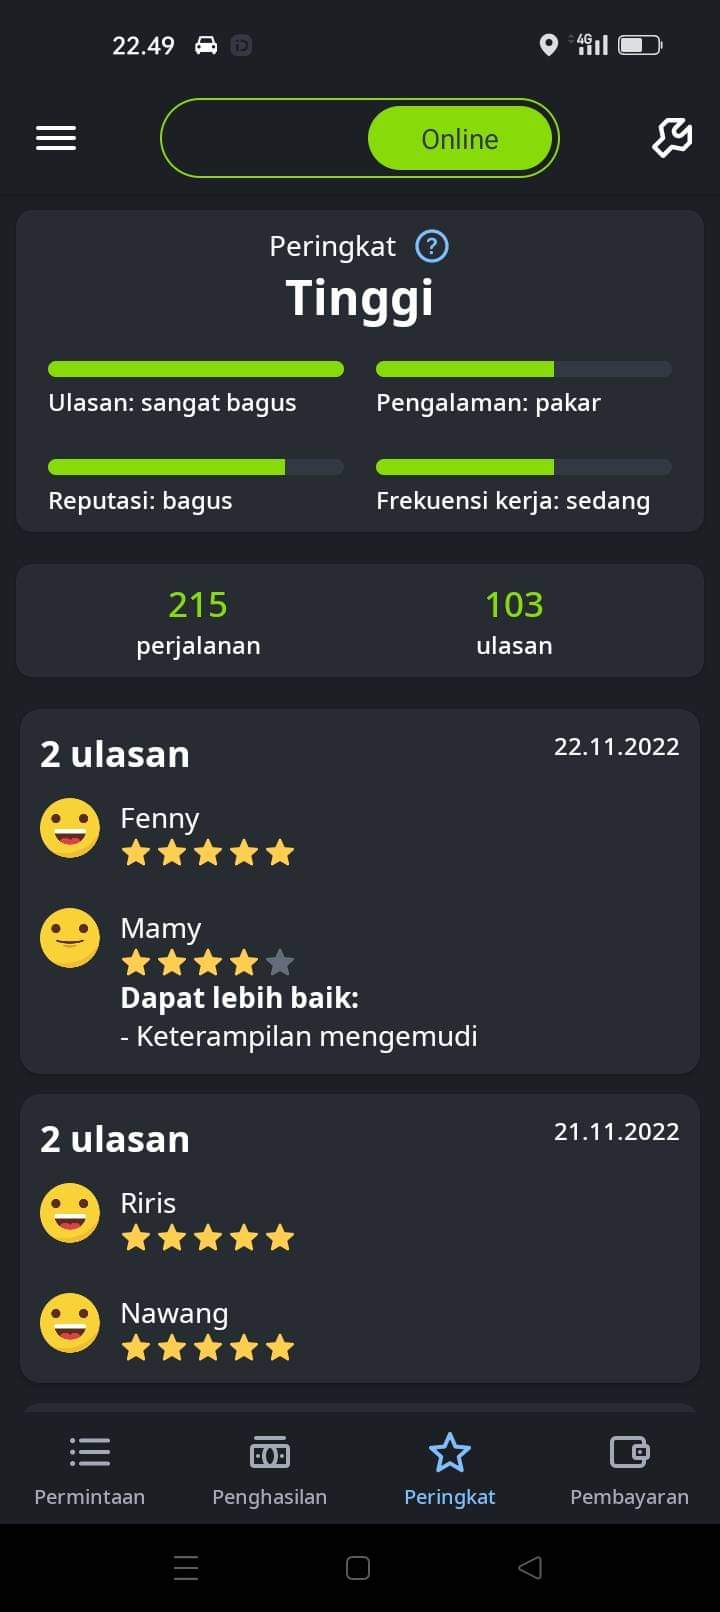 22.49
4G
Online
Peringkat ?
Tinggi
Ulasan: sangat bagus
Pengalaman: pakar
Reputasi: bagus
Frekuensi kerja: sedang
215
perjalanan
103
ulasan
2 ulasan
22.11.2022
Fenny
Mamy
Dapat lebih baik:
- Keterampilan mengemudi
2 ulasan
21.11.2022
Riris
Nawang
Permintaan
Penghasilan
Peringkat
Pembayaran